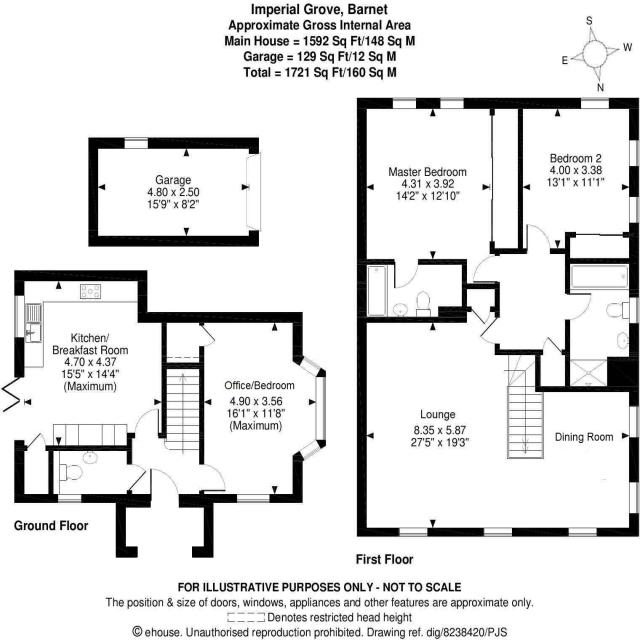 Imperial Grove, Barnet
Approximate Gross Internal Area
Main House = 1592 Sq Ft/148 Sq M
Garage = 129 Sq Ft/12 Sq M
Total = 1721 Sq Ft/160 Sq M
S
W
E
N
Garage
4.80 x 2.50
15'9" x 8'2"
Master Bedroom
4.31 x 3.92
14'2" x 12'10"
Bedroom 2
4.00 x 3.38
13'1" x 11'1"
Kitchen/
Breakfast Room
4.70 x 4.37
15'5" x 14'4"
(Maximum)
Office/Bedroom
4.90 x 3.56
16'1" x 11'8"
(Maximum)
Lounge
8.35 x 5.87
27'5" x 19'3"
Dining Room
Ground Floor
First Floor
FOR ILLUSTRATIVE PURPOSES ONLY - NOT TO SCALE
The position & size of doors, windows, appliances and other features are approximate only.
Denotes restricted head height
© ehouse. Unauthorised reproduction prohibited. Drawing ref. dig/8238420/PJS